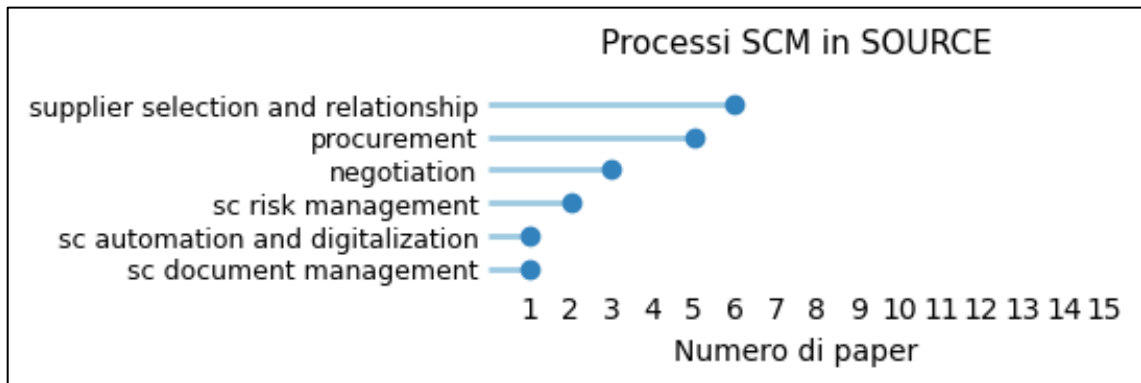 Processi SCM in SOURCE
supplier selection and relationship
procurement
negotiation
sc risk management
sc automation and digitalization
sc document management
1 2 3 4 5 6 7 8 9 10 11 12 13 14 15
Numero di paper